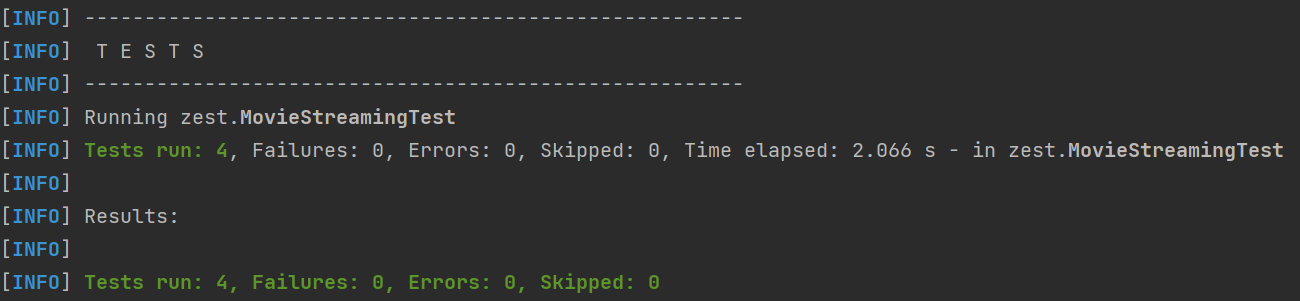 [INFO] -------------------------------------------------------
[INFO]  T E S T S
[INFO] -------------------------------------------------------
[INFO] Running zest.MovieStreamingTest
[INFO] Tests run: 4, Failures: 0, Errors: 0, Skipped: 0, Time elapsed: 2.066 s - in zest.MovieStreamingTest
[INFO]
[INFO] Results:
[INFO]
[INFO] Tests run: 4, Failures: 0, Errors: 0, Skipped: 0